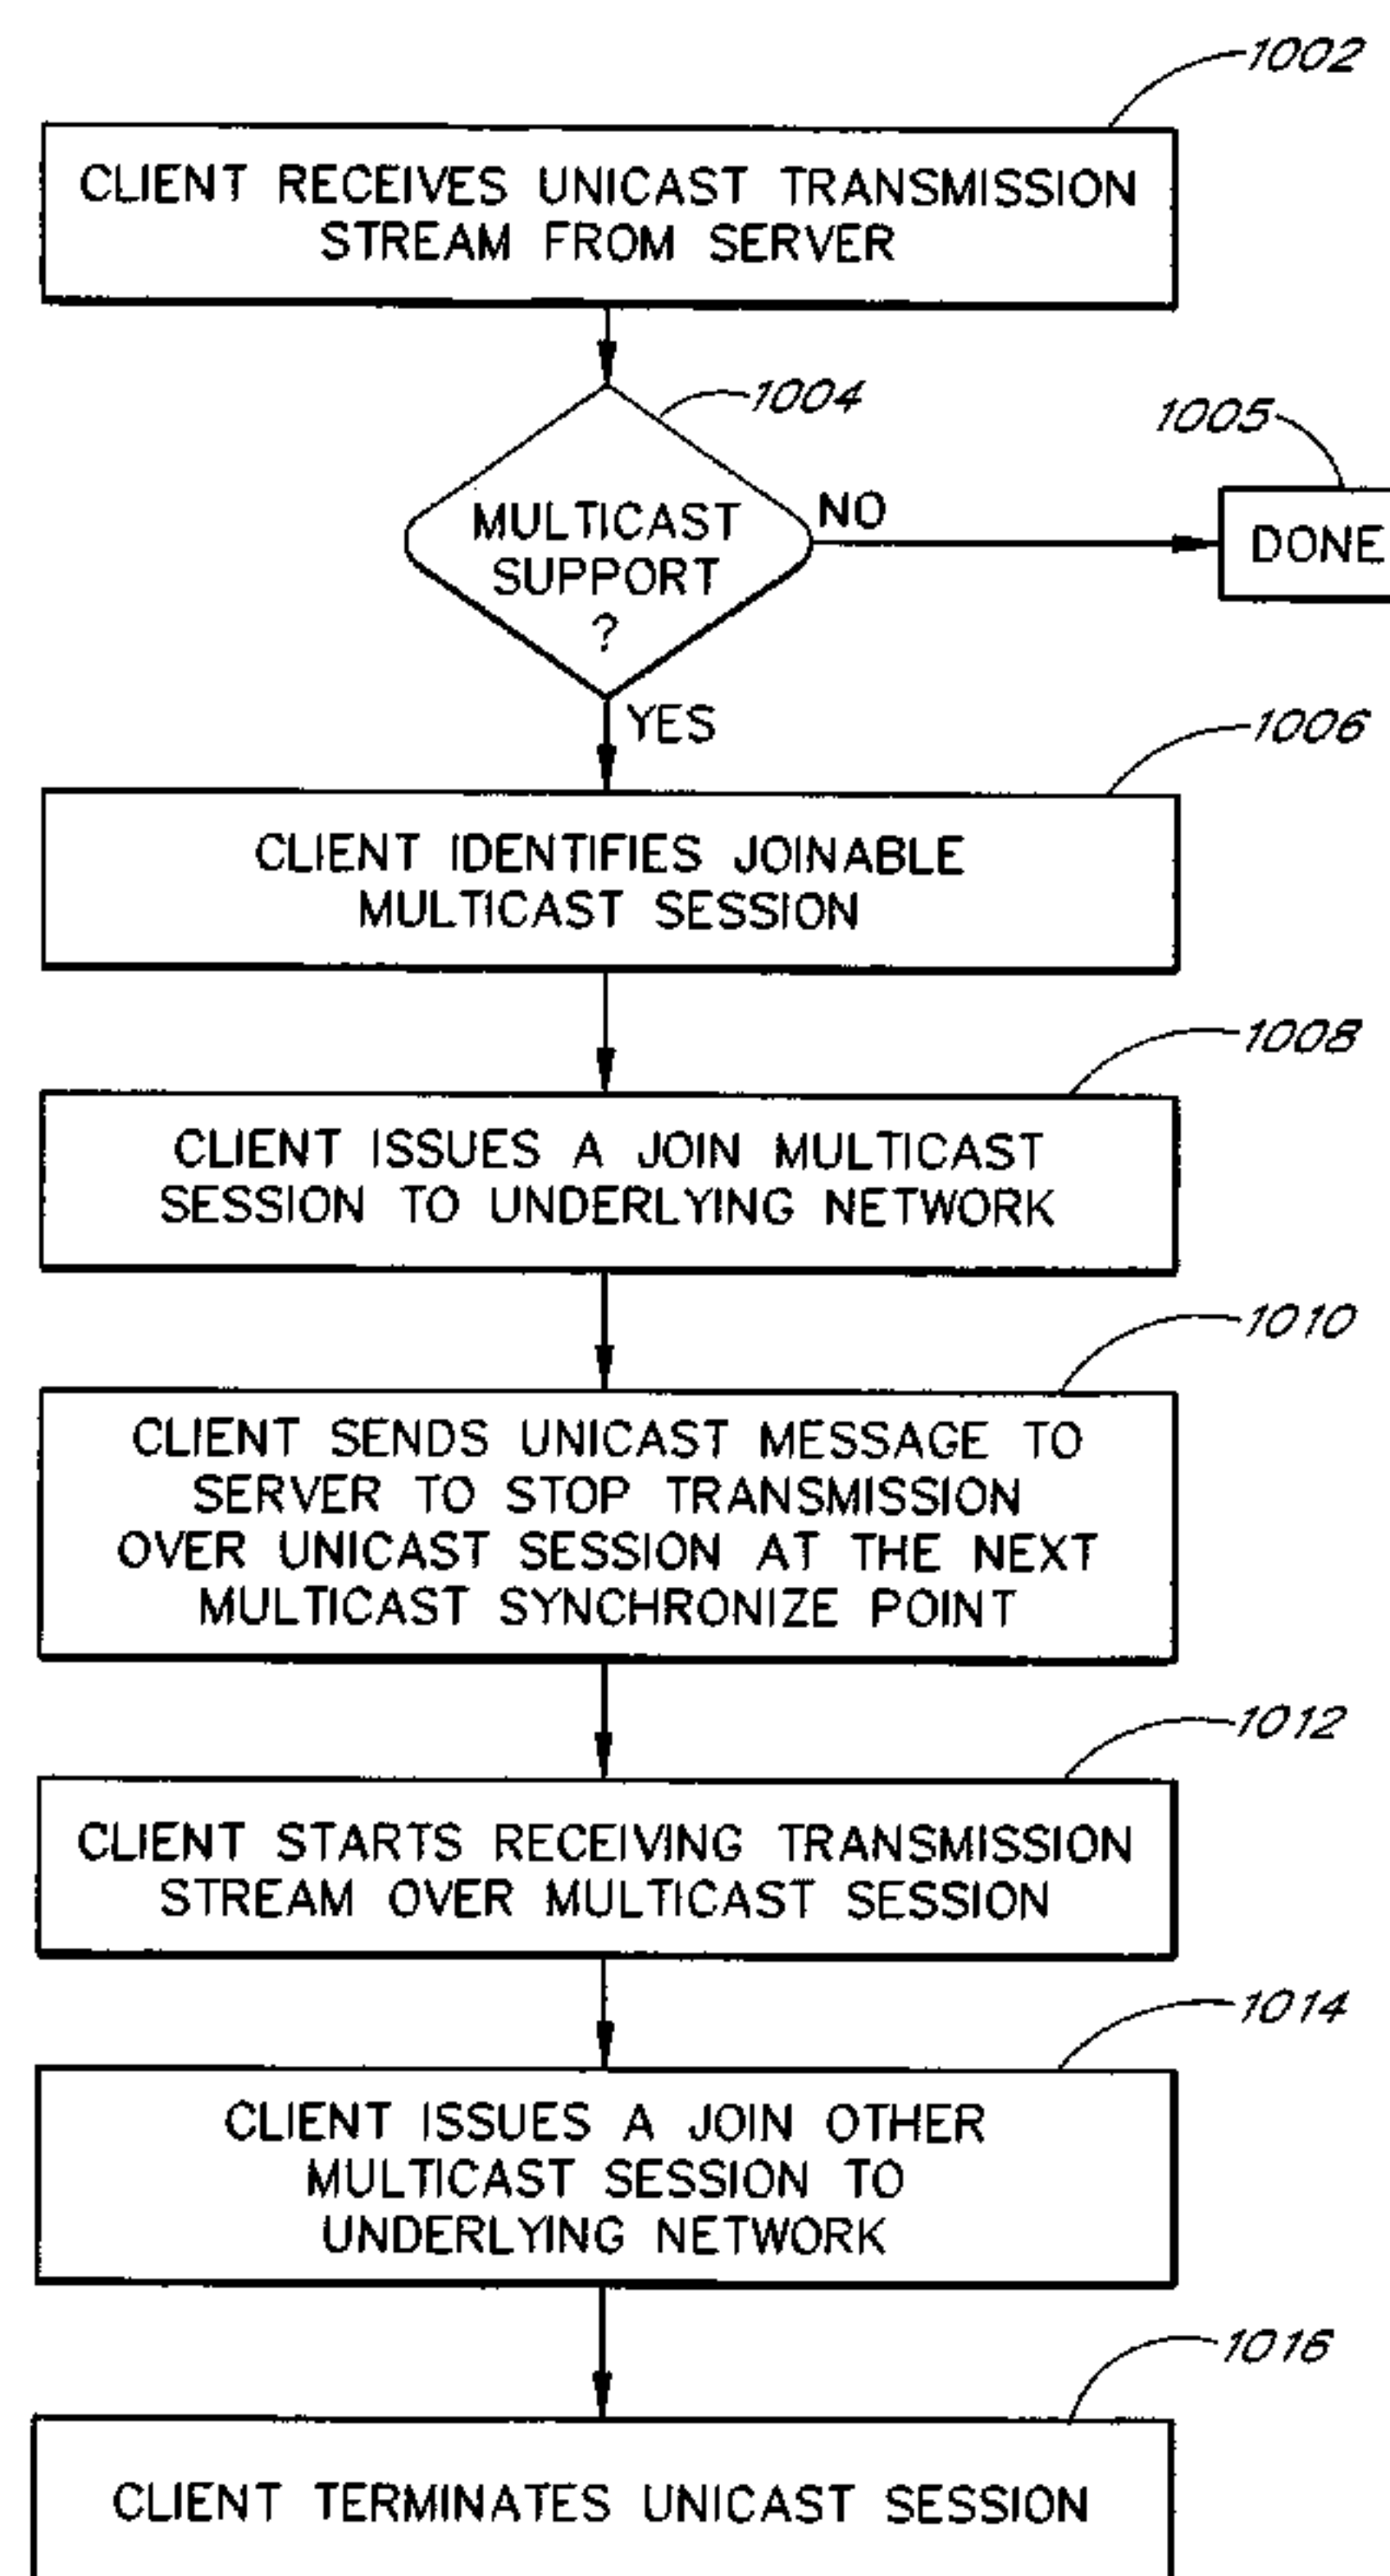 1002
CLIENT RECEIVES UNICAST TRANSMISSION
STREAM FROM SERVER
1004
1005
MULTICAST
SUPPORT
?
NO
DONE
YES
1006
CLIENT IDENTIFIES JOINABLE
MULTICAST SESSION
1008
CLIENT ISSUES A JOIN MULTICAST
SESSION TO UNDERLYING NETWORK
1010
CLIENT SENDS UNICAST MESSAGE TO
SERVER TO STOP TRANSMISSION
OVER UNICAST SESSION AT THE NEXT
MULTICAST SYNCHRONIZE POINT
1012
CLIENT STARTS RECEIVING TRANSMISSION
STREAM OVER MULTICAST SESSION
1014
CLIENT ISSUES A JOIN OTHER
MULTICAST SESSION TO
UNDERLYING NETWORK
1016
CLIENT TERMINATES UNICAST SESSION